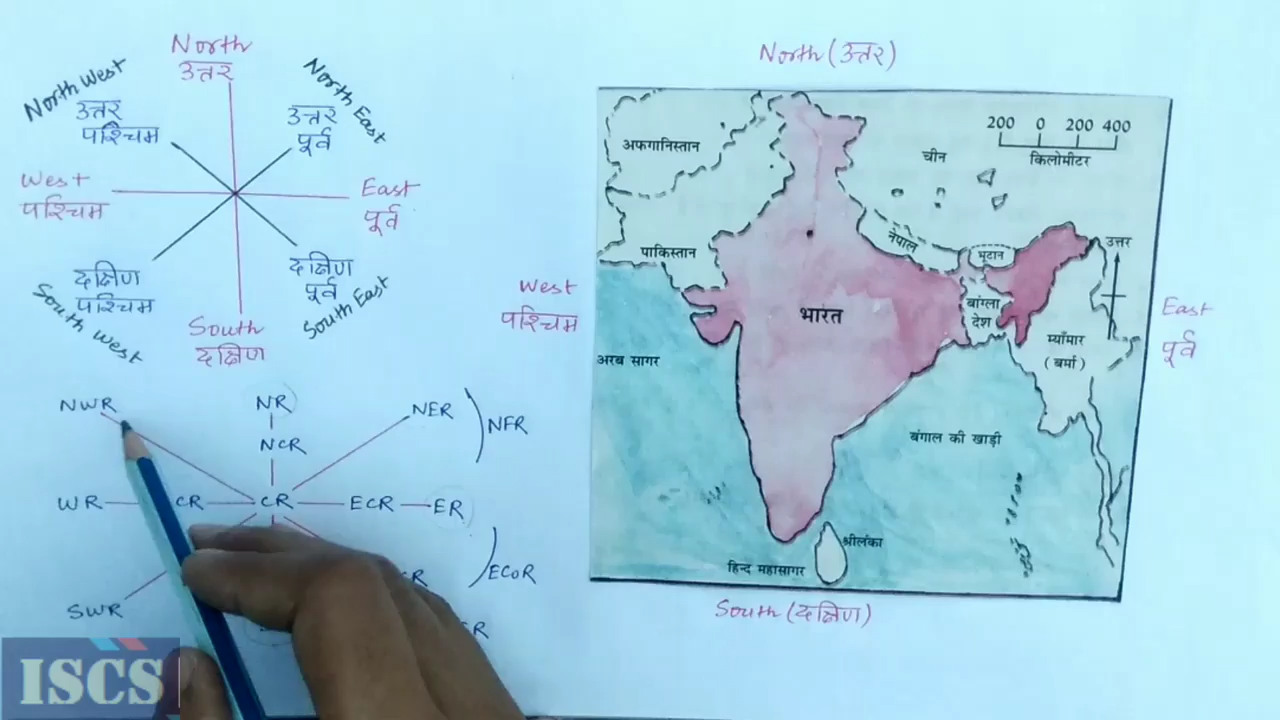 North
उत्तर
North West
उत्तर
पश्चिम
North East
उत्तर
पूर्व
West
पश्चिम
East
पूर्व
दक्षिण
पश्चिम
South West
दक्षिण
पूर्व
South East
South
दक्षिण
NWR
NR
NER
NFR
NCR
WR
CR
CR
ECR
ER
ECoR
SWR
ISCS
North (उत्तर)
अफगानिस्तान
चीन
200 0 200 400
किलोमीटर
पाकिस्तान
नेपाल
भूटान
उत्तर
West
पश्चिम
भारत
बांग्ला
देश
म्याँमार
(बर्मा)
East
पूर्व
अरब सागर
बंगाल की खाड़ी
श्रीलंका
हिन्द महासागर
South (दक्षिण)